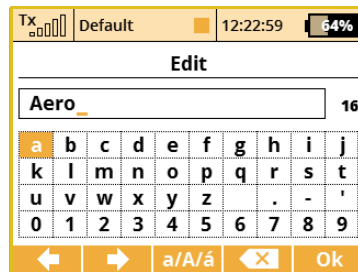 Tx Default 12:22:59 64%
Edit
Aero_ 16
a b c d e f g h i j
k l m n o p q r s t
u v w x y z . - '
0 1 2 3 4 5 6 7 8 9
a/A/á Ok